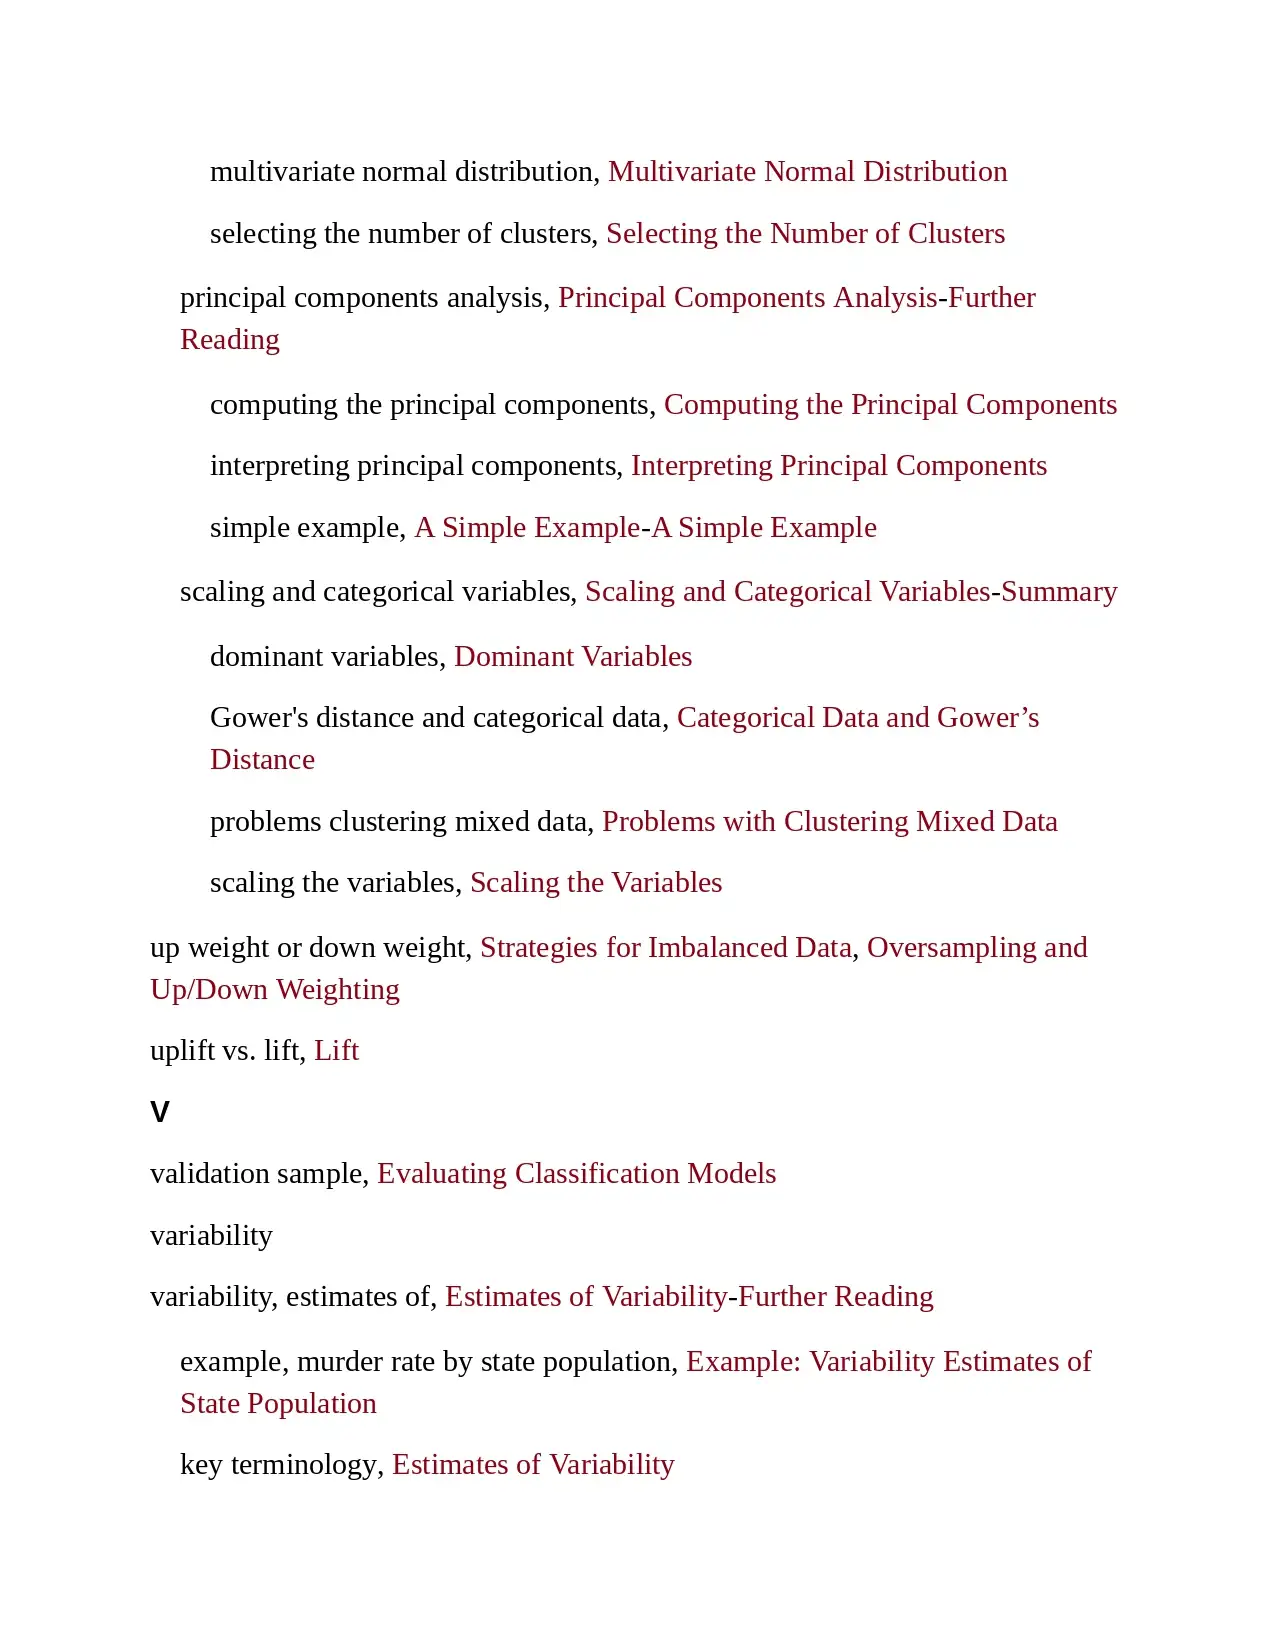 multivariate normal distribution, Multivariate Normal Distribution
selecting the number of clusters, Selecting the Number of Clusters
principal components analysis, Principal Components Analysis-Further
Reading
computing the principal components, Computing the Principal Components
interpreting principal components, Interpreting Principal Components
simple example, A Simple Example-A Simple Example
scaling and categorical variables, Scaling and Categorical Variables-Summary
dominant variables, Dominant Variables
Gower's distance and categorical data, Categorical Data and Gower’s
Distance
problems clustering mixed data, Problems with Clustering Mixed Data
scaling the variables, Scaling the Variables
up weight or down weight, Strategies for Imbalanced Data, Oversampling and
Up/Down Weighting
uplift vs. lift, Lift
V
validation sample, Evaluating Classification Models
variability
variability, estimates of, Estimates of Variability-Further Reading
example, murder rate by state population, Example: Variability Estimates of
State Population
key terminology, Estimates of Variability